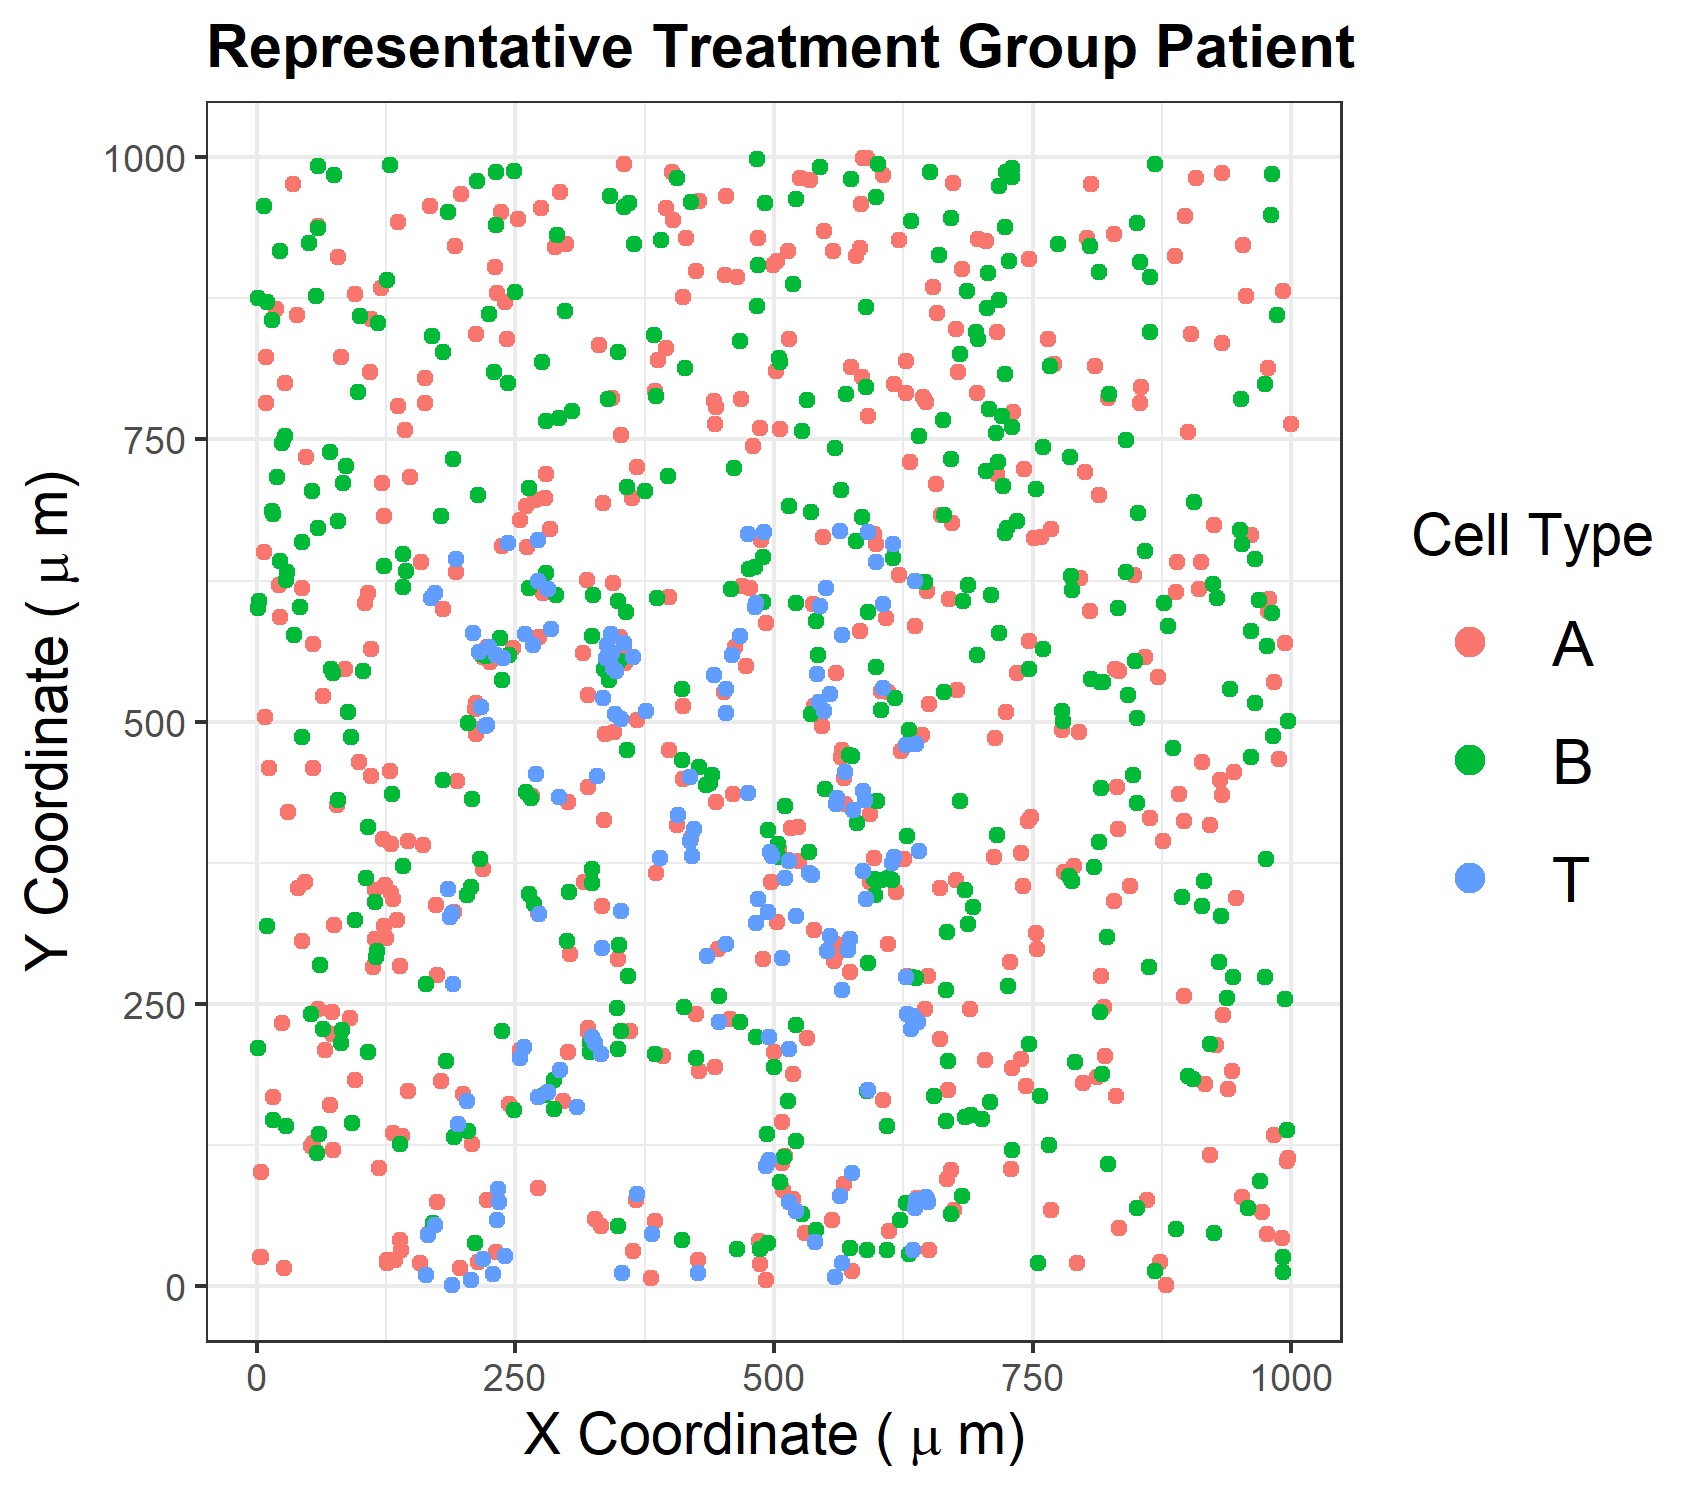 Representative Treatment Group Patient
1000
750
500
250
0
Y Coordinate ( μ m)
0 250 500 750 1000
X Coordinate ( μ m)
Cell Type
A
B
T